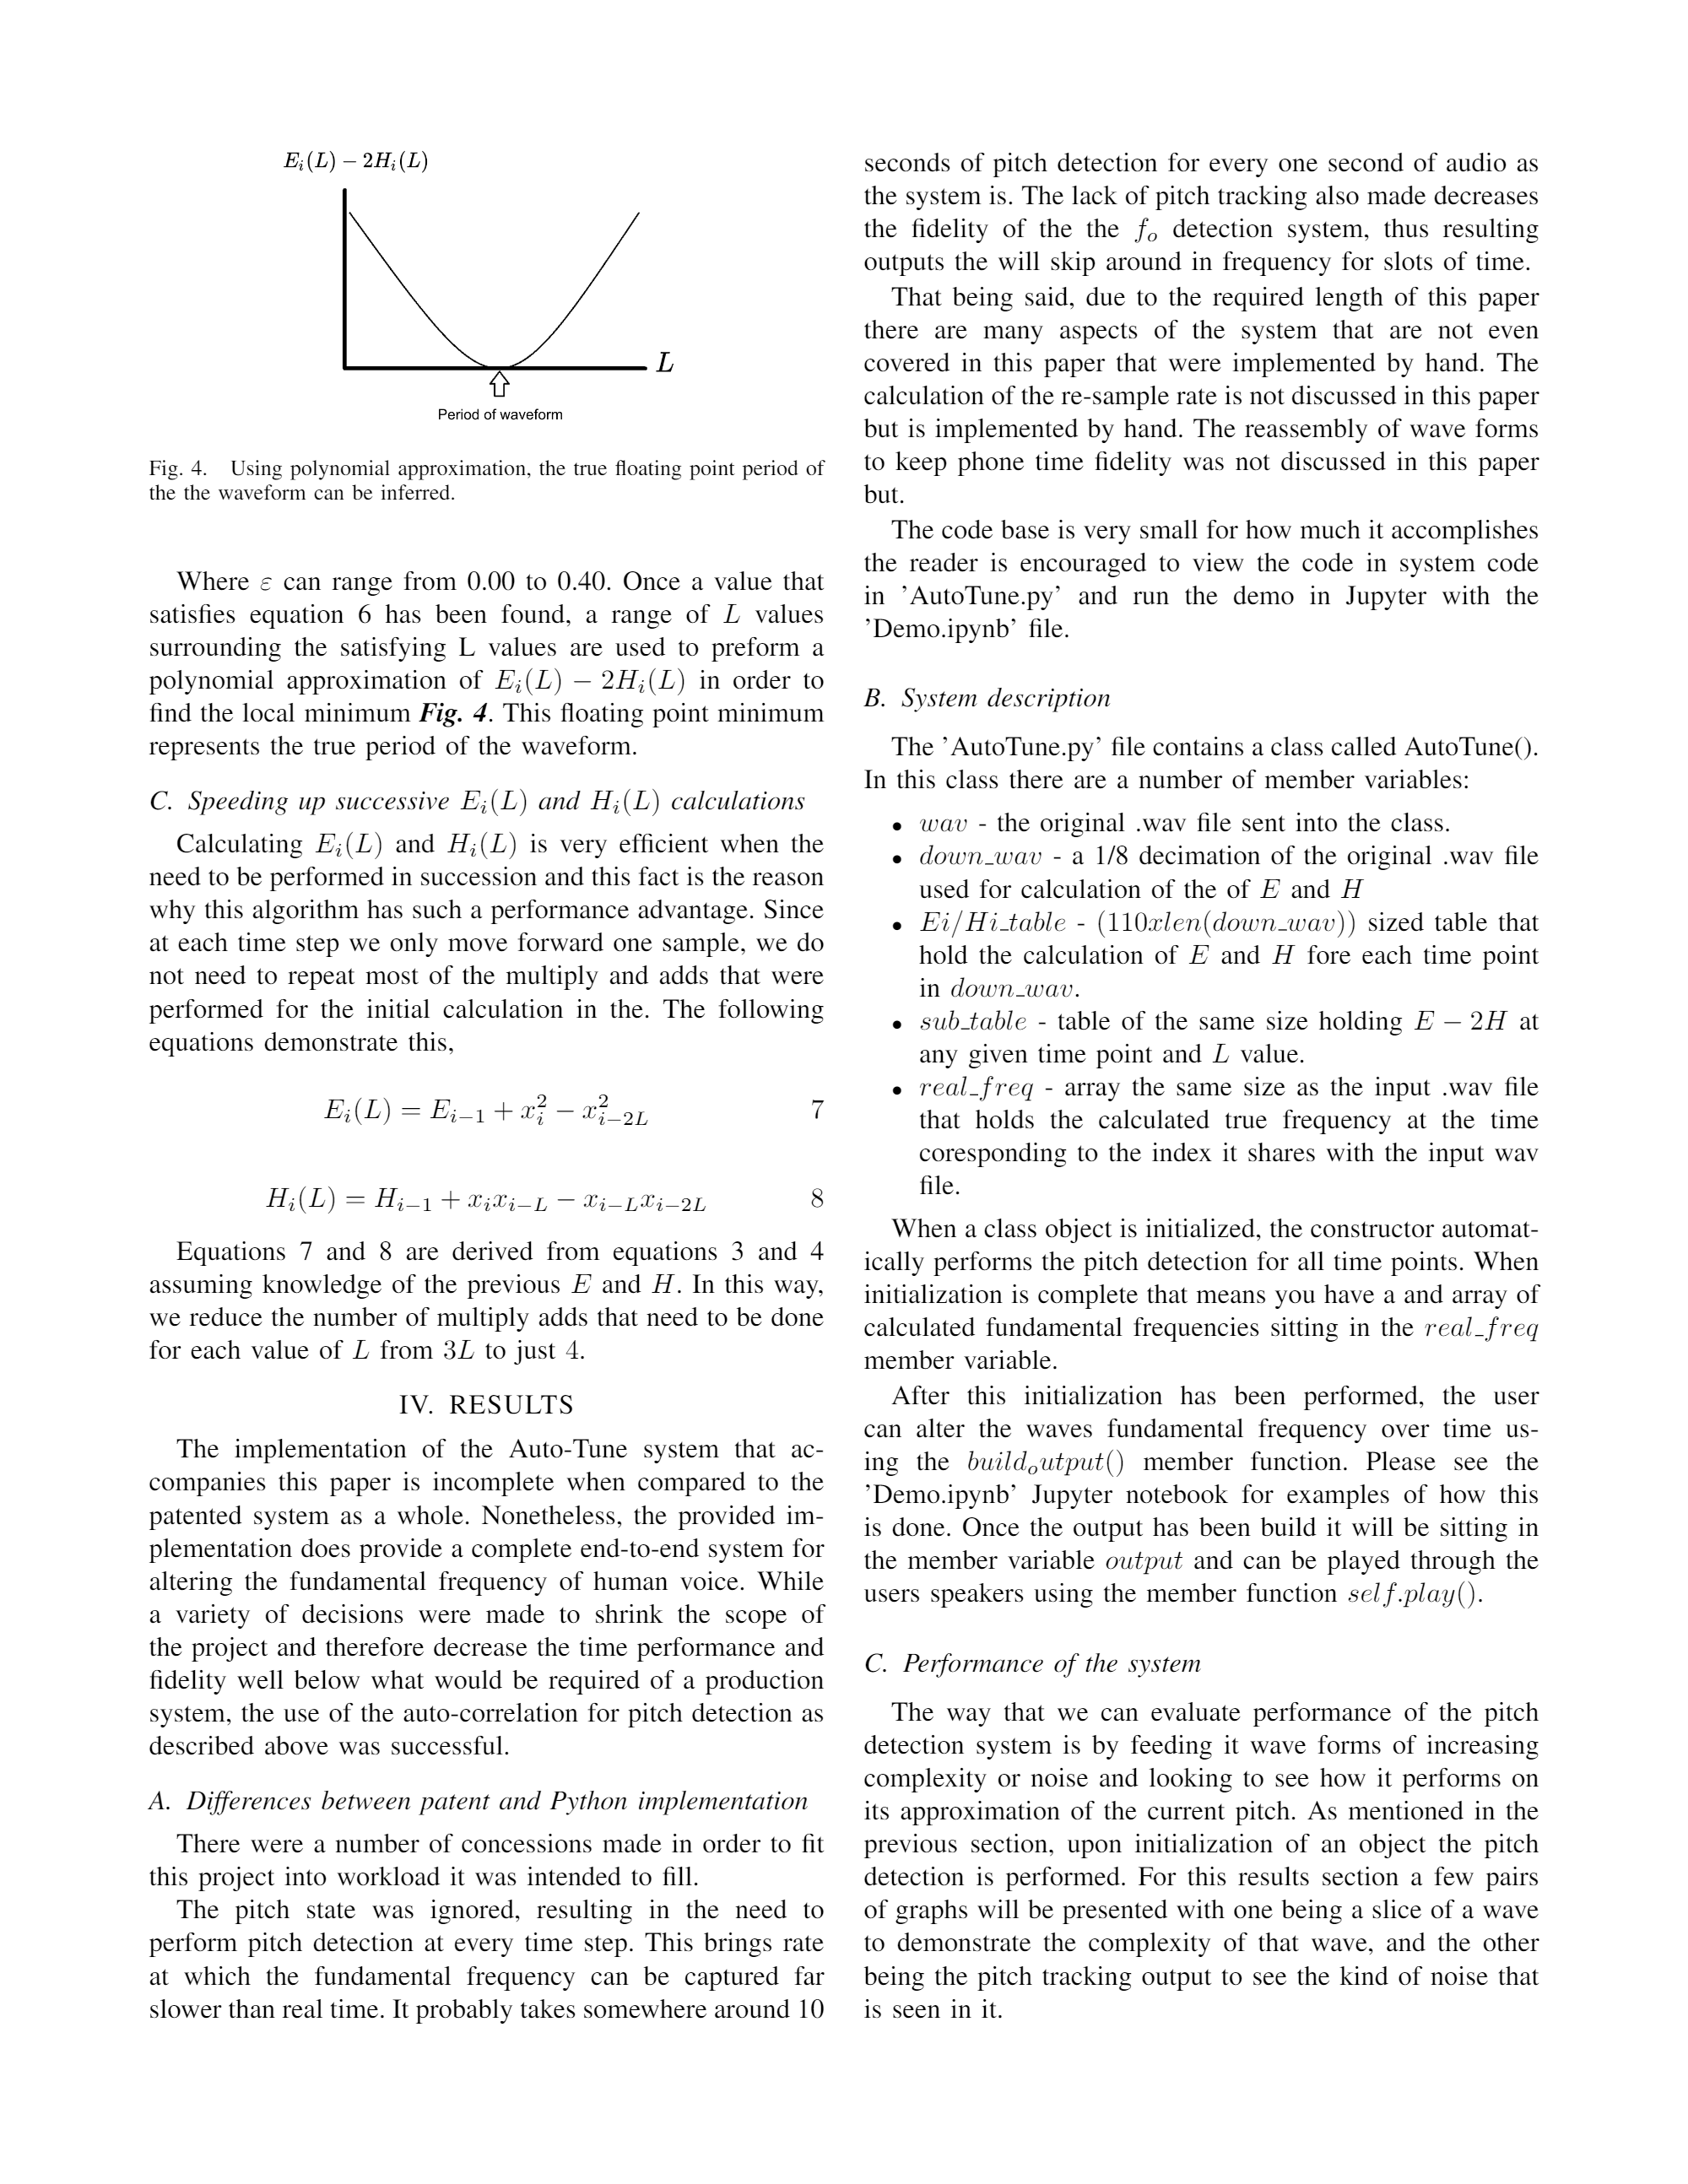 E_i(L) − 2H_i(L)
L
Period of waveform
Fig. 4. Using polynomial approximation, the true floating point period of
the the waveform can be inferred.
Where ε can range from 0.00 to 0.40. Once a value that
satisfies equation 6 has been found, a range of L values
surrounding the satisfying L values are used to preform a
polynomial approximation of E_i(L) − 2H_i(L) in order to
find the local minimum Fig. 4. This floating point minimum
represents the true period of the waveform.
C. Speeding up successive E_i(L) and H_i(L) calculations
Calculating E_i(L) and H_i(L) is very efficient when the
need to be performed in succession and this fact is the reason
why this algorithm has such a performance advantage. Since
at each time step we only move forward one sample, we do
not need to repeat most of the multiply and adds that were
performed for the initial calculation in the. The following
equations demonstrate this,
E_i(L) = E_{i−1} + x_i^2 − x_{i−2L}^2 7
H_i(L) = H_{i−1} + x_i x_{i−L} − x_{i−L} x_{i−2L} 8
Equations 7 and 8 are derived from equations 3 and 4
assuming knowledge of the previous E and H. In this way,
we reduce the number of multiply adds that need to be done
for each value of L from 3L to just 4.
IV. RESULTS
The implementation of the Auto-Tune system that ac-
companies this paper is incomplete when compared to the
patented system as a whole. Nonetheless, the provided im-
plementation does provide a complete end-to-end system for
altering the fundamental frequency of human voice. While
a variety of decisions were made to shrink the scope of
the project and therefore decrease the time performance and
fidelity well below what would be required of a production
system, the use of the auto-correlation for pitch detection as
described above was successful.
A. Differences between patent and Python implementation
There were a number of concessions made in order to fit
this project into workload it was intended to fill.
The pitch state was ignored, resulting in the need to
perform pitch detection at every time step. This brings rate
at which the fundamental frequency can be captured far
slower than real time. It probably takes somewhere around 10
seconds of pitch detection for every one second of audio as
the system is. The lack of pitch tracking also made decreases
the fidelity of the the f_o detection system, thus resulting
outputs the will skip around in frequency for slots of time.
That being said, due to the required length of this paper
there are many aspects of the system that are not even
covered in this paper that were implemented by hand. The
calculation of the re-sample rate is not discussed in this paper
but is implemented by hand. The reassembly of wave forms
to keep phone time fidelity was not discussed in this paper
but.
The code base is very small for how much it accomplishes
the reader is encouraged to view the code in system code
in ’AutoTune.py’ and run the demo in Jupyter with the
’Demo.ipynb’ file.
B. System description
The ’AutoTune.py’ file contains a class called AutoTune().
In this class there are a number of member variables:
• wav - the original .wav file sent into the class.
• down_wav - a 1/8 decimation of the original .wav file
used for calculation of the of E and H
• Ei/Hi_table - (110xlen(down_wav)) sized table that
hold the calculation of E and H fore each time point
in down_wav.
• sub_table - table of the same size holding E − 2H at
any given time point and L value.
• real_freq - array the same size as the input .wav file
that holds the calculated true frequency at the time
coresponding to the index it shares with the input wav
file.
When a class object is initialized, the constructor automat-
ically performs the pitch detection for all time points. When
initialization is complete that means you have a and array of
calculated fundamental frequencies sitting in the real_freq
member variable.
After this initialization has been performed, the user
can alter the waves fundamental frequency over time us-
ing the build_output() member function. Please see the
’Demo.ipynb’ Jupyter notebook for examples of how this
is done. Once the output has been build it will be sitting in
the member variable output and can be played through the
users speakers using the member function self.play().
C. Performance of the system
The way that we can evaluate performance of the pitch
detection system is by feeding it wave forms of increasing
complexity or noise and looking to see how it performs on
its approximation of the current pitch. As mentioned in the
previous section, upon initialization of an object the pitch
detection is performed. For this results section a few pairs
of graphs will be presented with one being a slice of a wave
to demonstrate the complexity of that wave, and the other
being the pitch tracking output to see the kind of noise that
is seen in it.